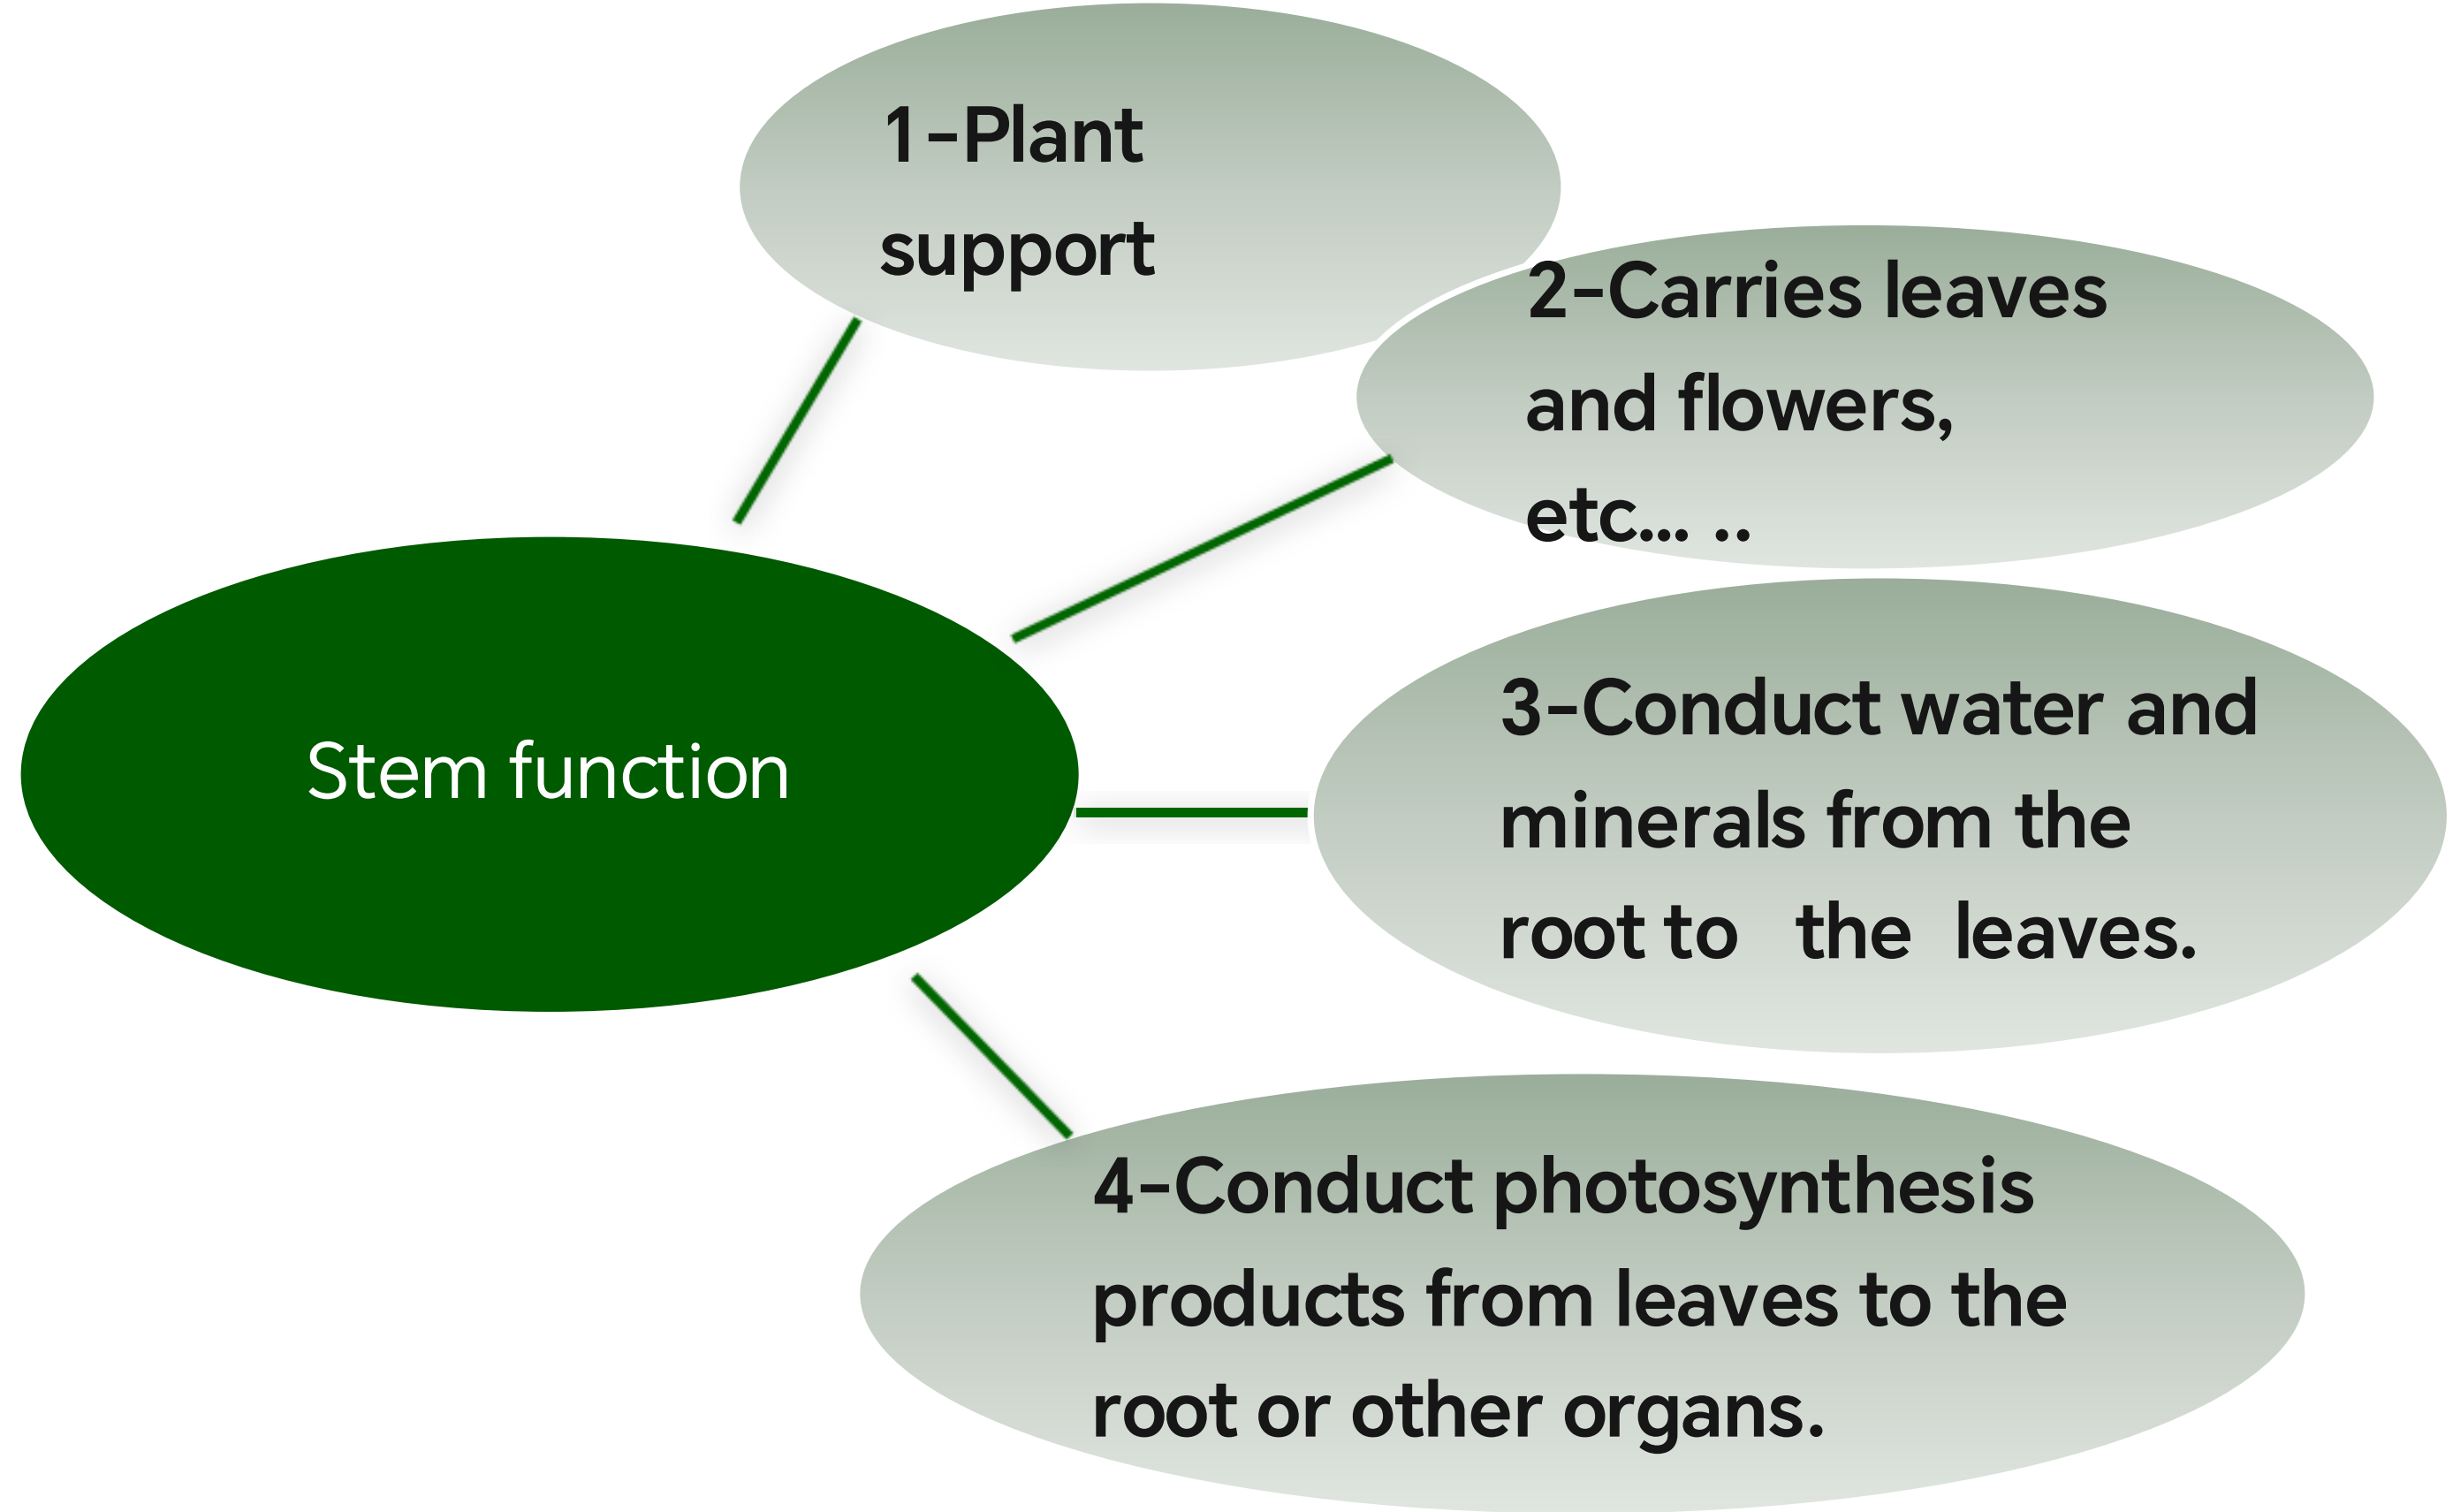 1-Plant
support
2-Carries leaves
and flowers,
etc... ..
Stem function
3-Conduct water and
minerals from the
root to the leaves.
4-Conduct photosynthesis
products from leaves to the
root or other organs.